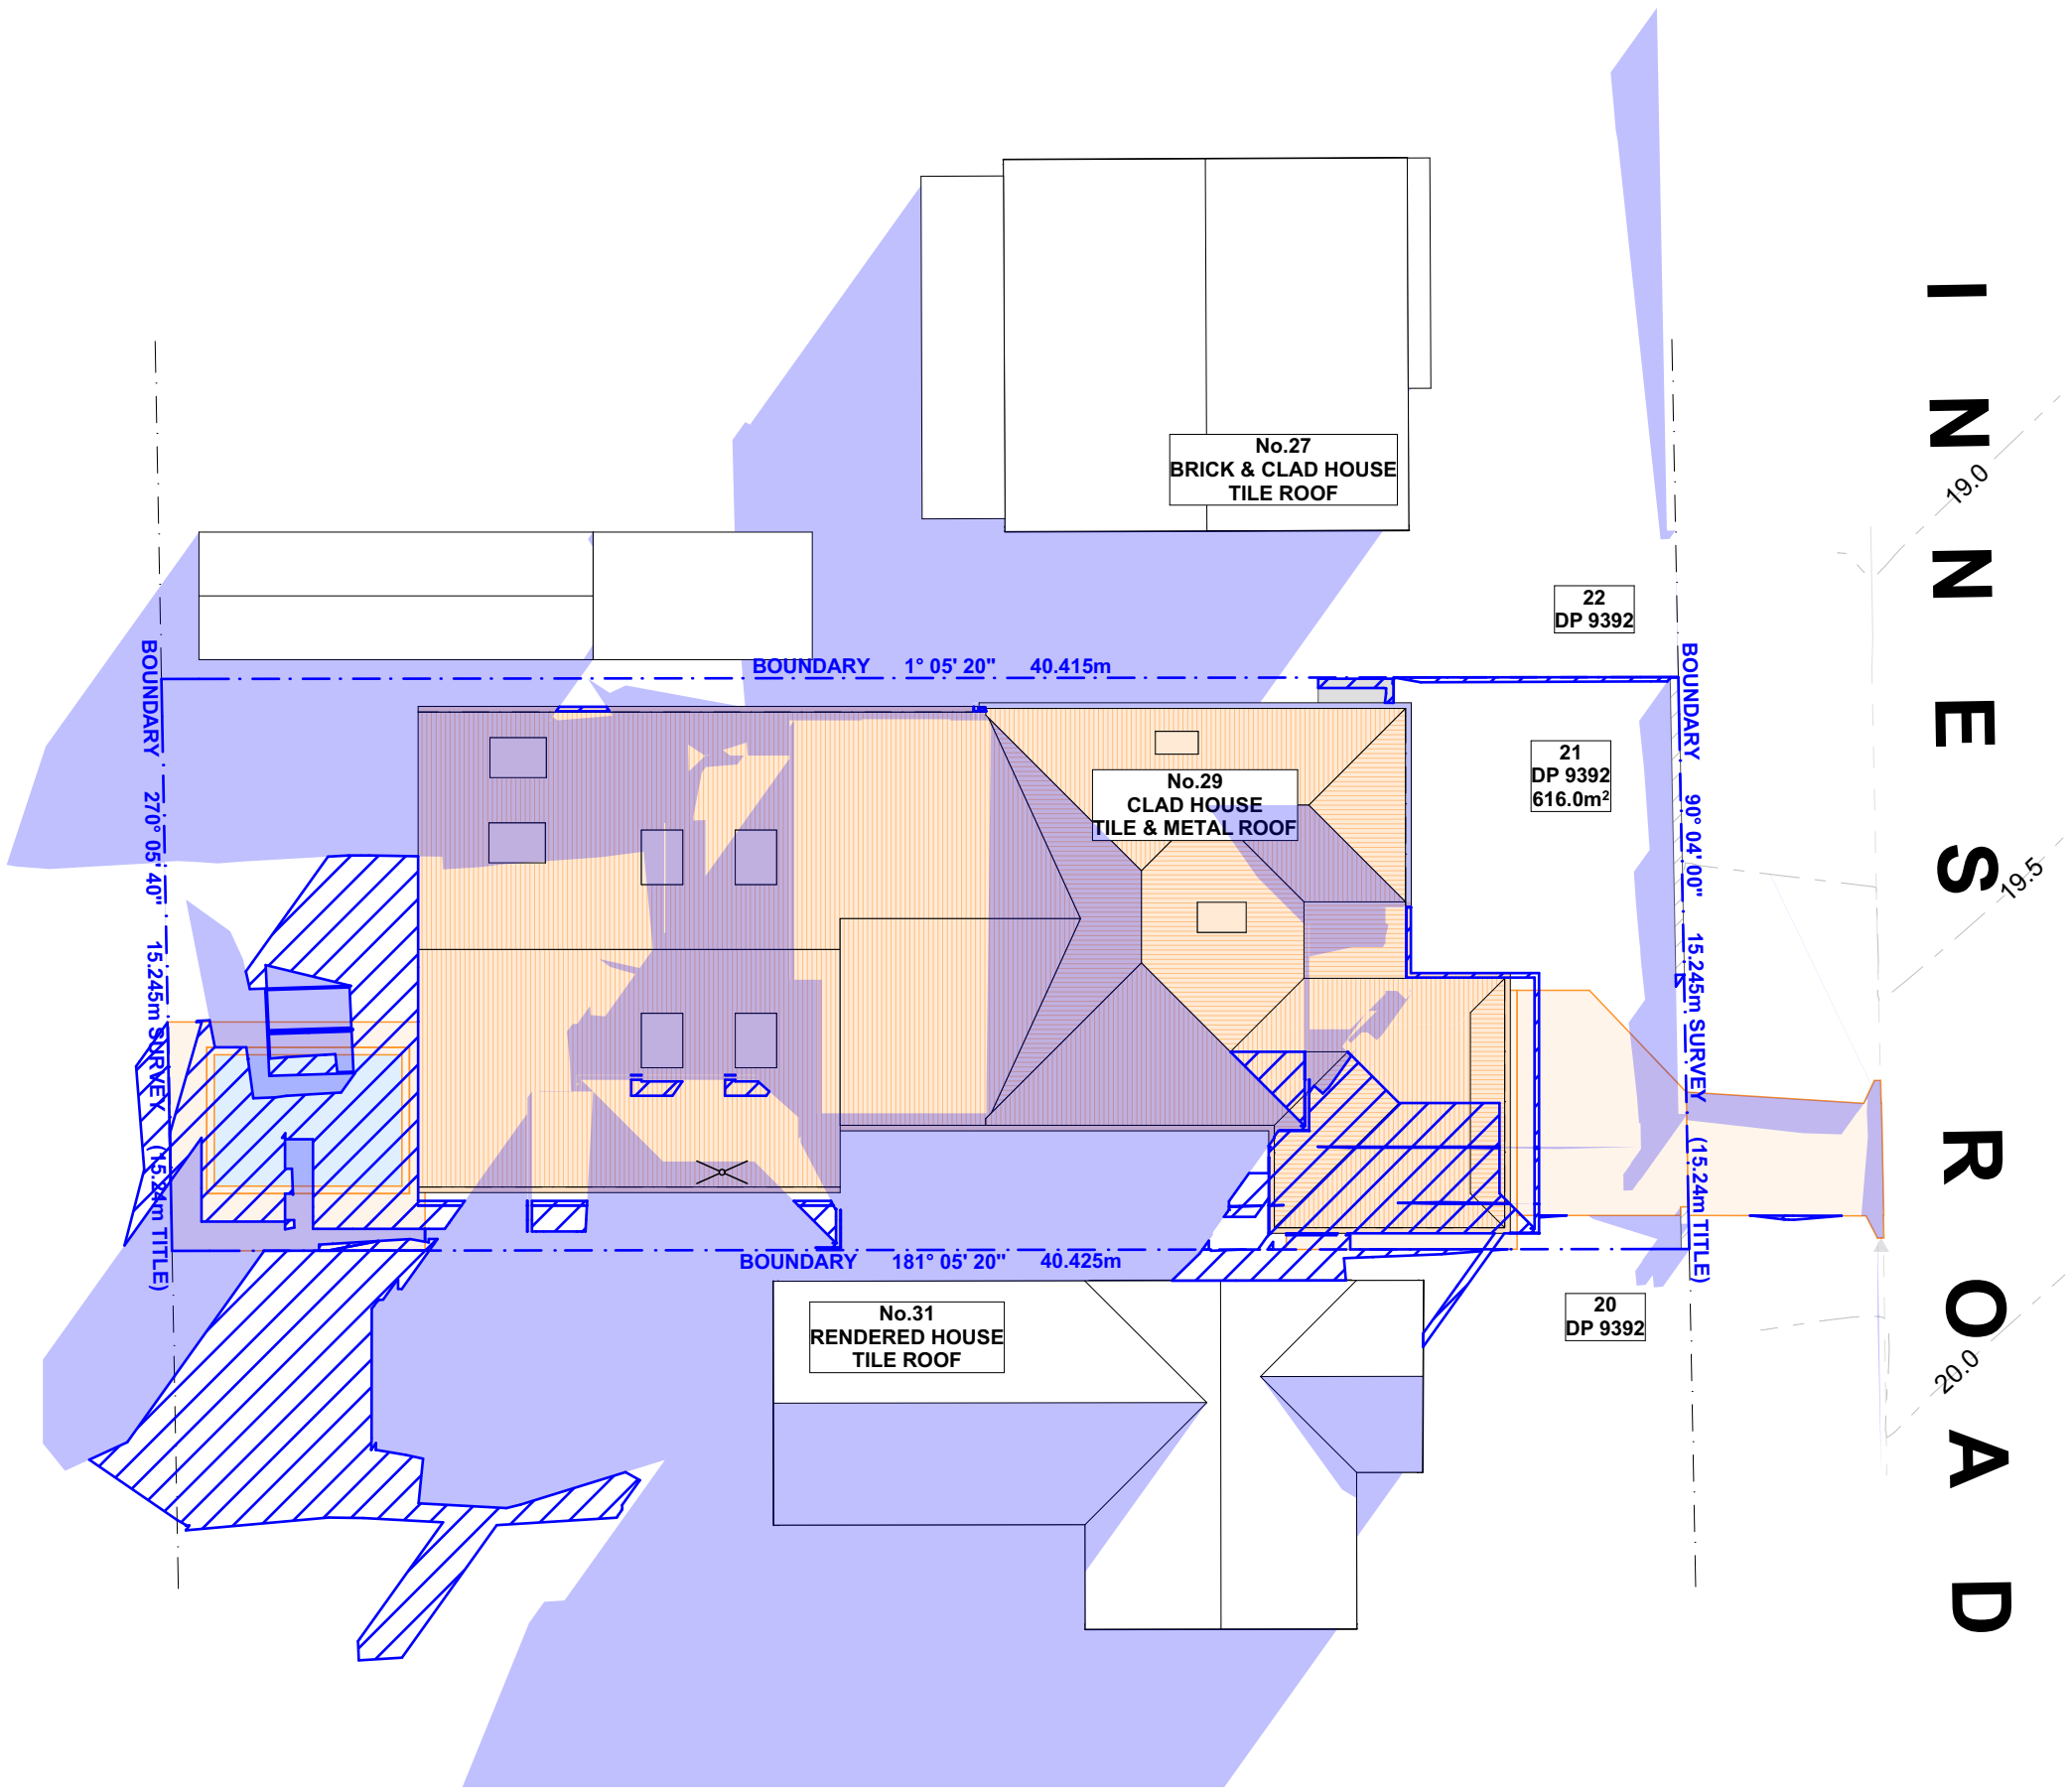 INNES ROAD
19.0
19.5
20.0
No.27
BRICK & CLAD HOUSE
TILE ROOF
22
DP 9392
BOUNDARY 1° 05' 20" 40.415m
BOUNDARY 270° 05' 40" 15.245m SURVEY (15.24m TITLE)
BOUNDARY 90° 04' 00" 15.245m SURVEY (15.24m TITLE)
No.29
CLAD HOUSE
TILE & METAL ROOF
21
DP 9392
616.0m²
BOUNDARY 181° 05' 20" 40.425m
No.31
RENDERED HOUSE
TILE ROOF
20
DP 9392